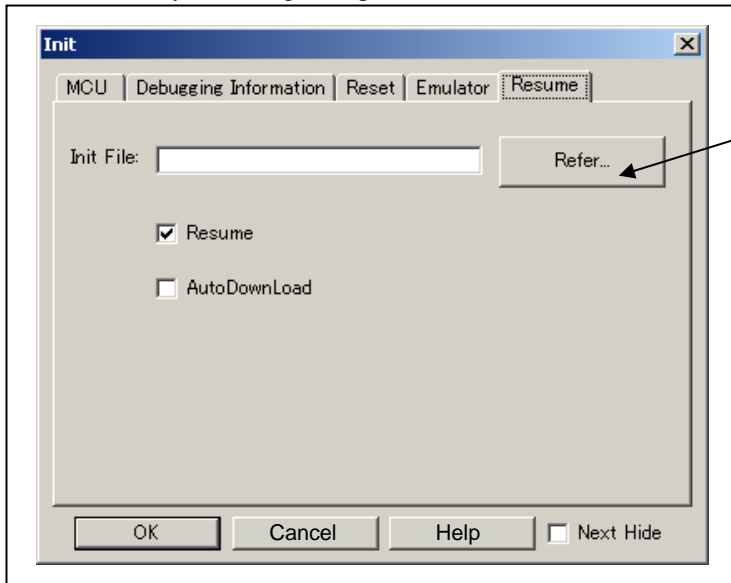 Init
MCU Debugging Information Reset Emulator Resume
Init File: Refer...
Resume
AutoDownLoad
OK Cancel Help Next Hide